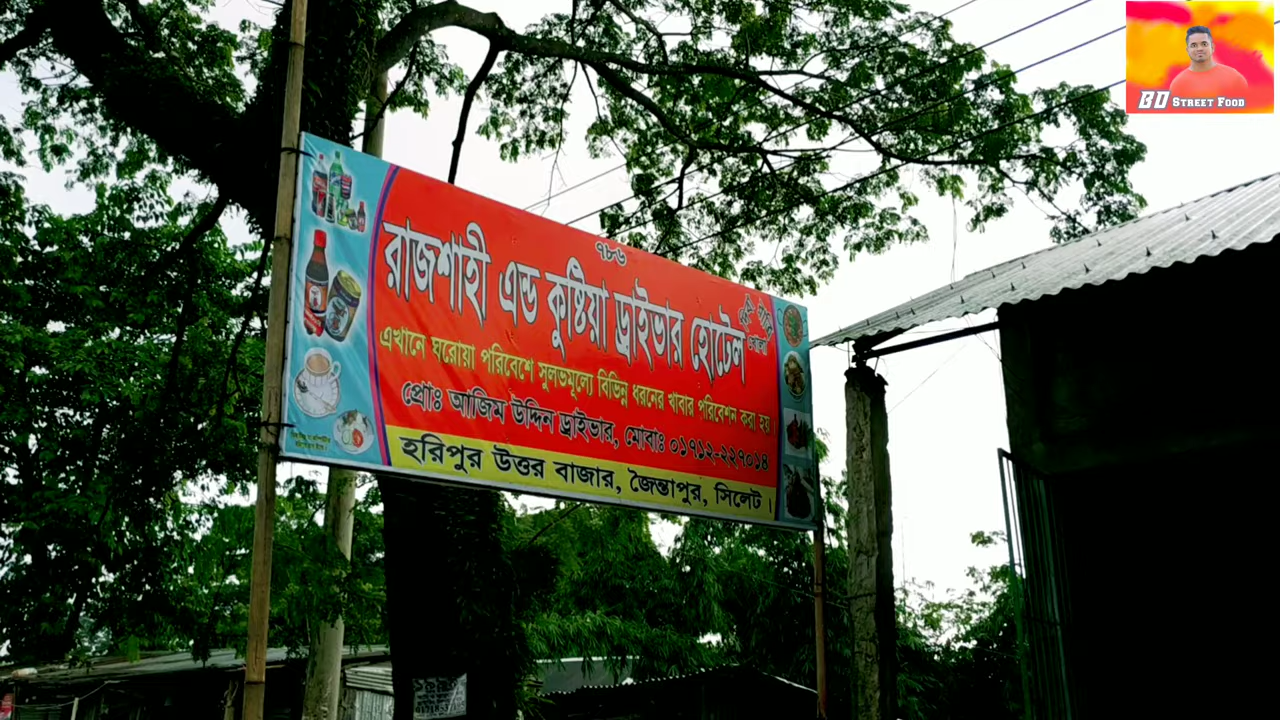 BD STREET FOOD
৭৮৬
রাজশাহী এন্ড কুষ্টিয়া ড্রাইভার হোটেল
এখানে ঘরোয়া পরিবেশে সুলভমূল্যে বিভিন্ন ধরনের খাবার পরিবেশন করা হয়।
প্রোঃ আজিম উদ্দিন ড্রাইভার, মোবাঃ ০১৭১২-২২৭০১৪
হরিপুর উত্তর বাজার, জৈন্তাপুর, সিলেট।